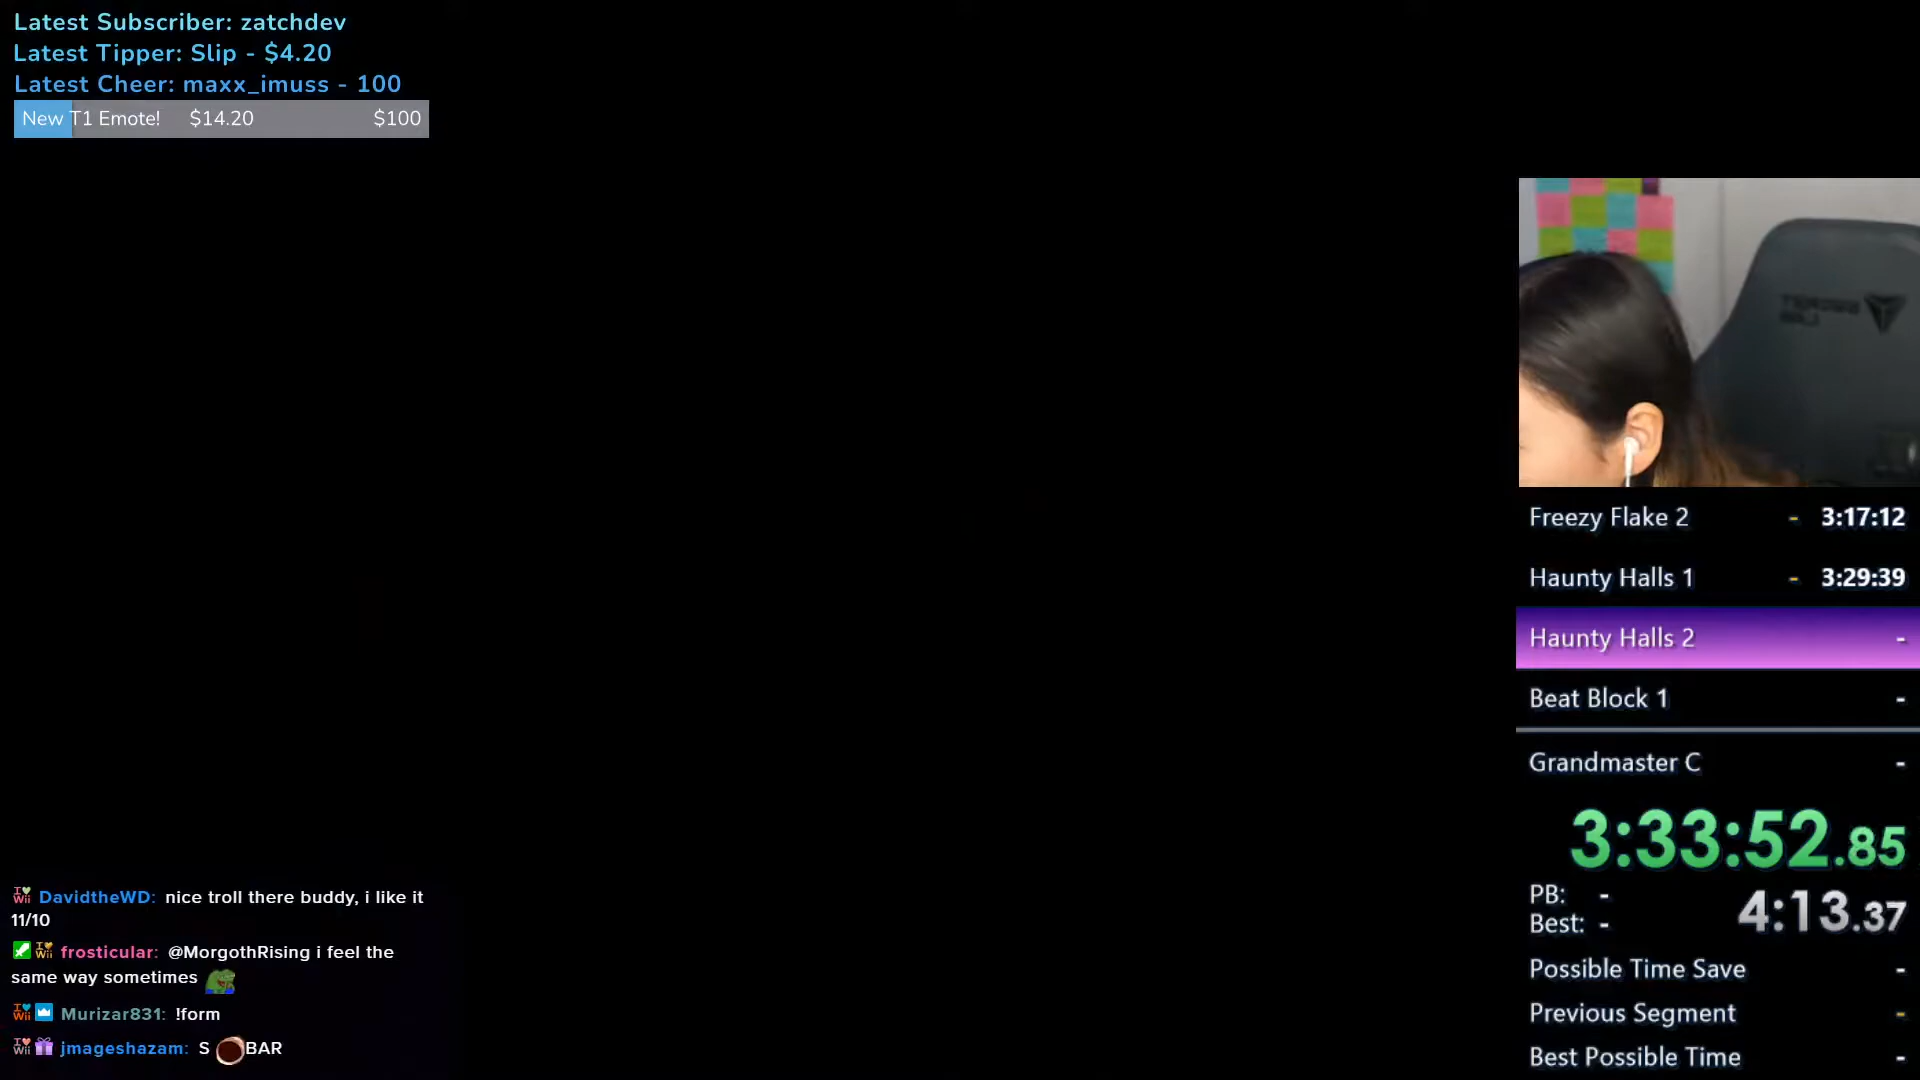 Latest Subscriber: zatchdev
Latest Tipper: Slip - $4.20
Latest Cheer: maxx_imuss - 100
New T1 Emote! $14.20 $100
Freezy Flake 2 - 3:17:12
Haunty Halls 1 - 3:29:39
Haunty Halls 2 -
Beat Block 1 -
Grandmaster C -
3:33:52.85
PB: -
Best: -
4:13.37
Possible Time Save -
Previous Segment -
Best Possible Time -
DavidtheWD: nice troll there buddy, i like it
11/10
frosticular: @MorgothRising i feel the
same way sometimes
Murizar831: !form
jmageshazam: S BAR